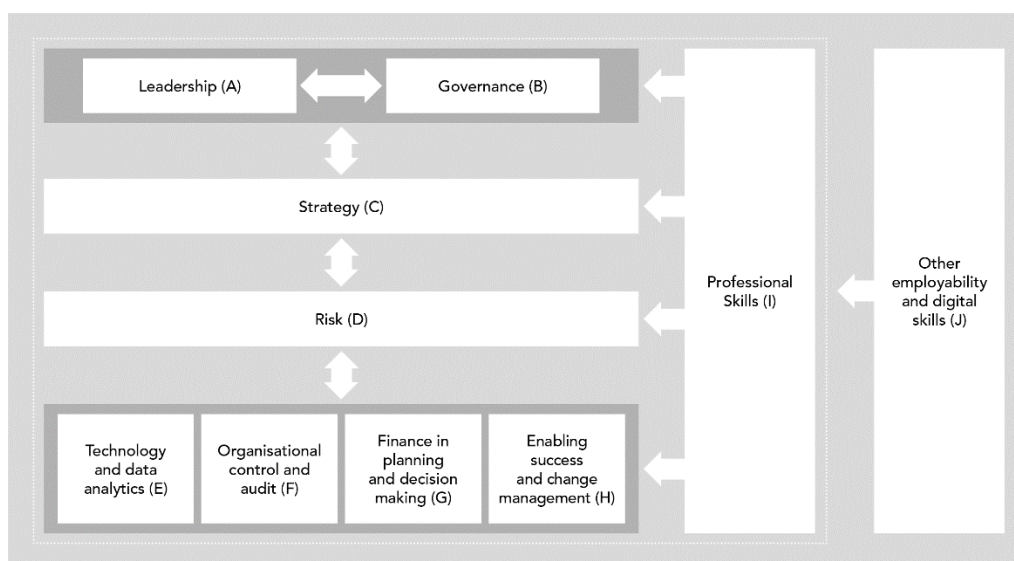 Leadership (A)
Governance (B)
Strategy (C)
Risk (D)
Technology
and data
analytics (E)
Organisational
control and
audit (F)
Finance in
planning
and decision
making (G)
Enabling
success
and change
management (H)
Professional
Skills (I)
Other
employability
and digital
skills (J)